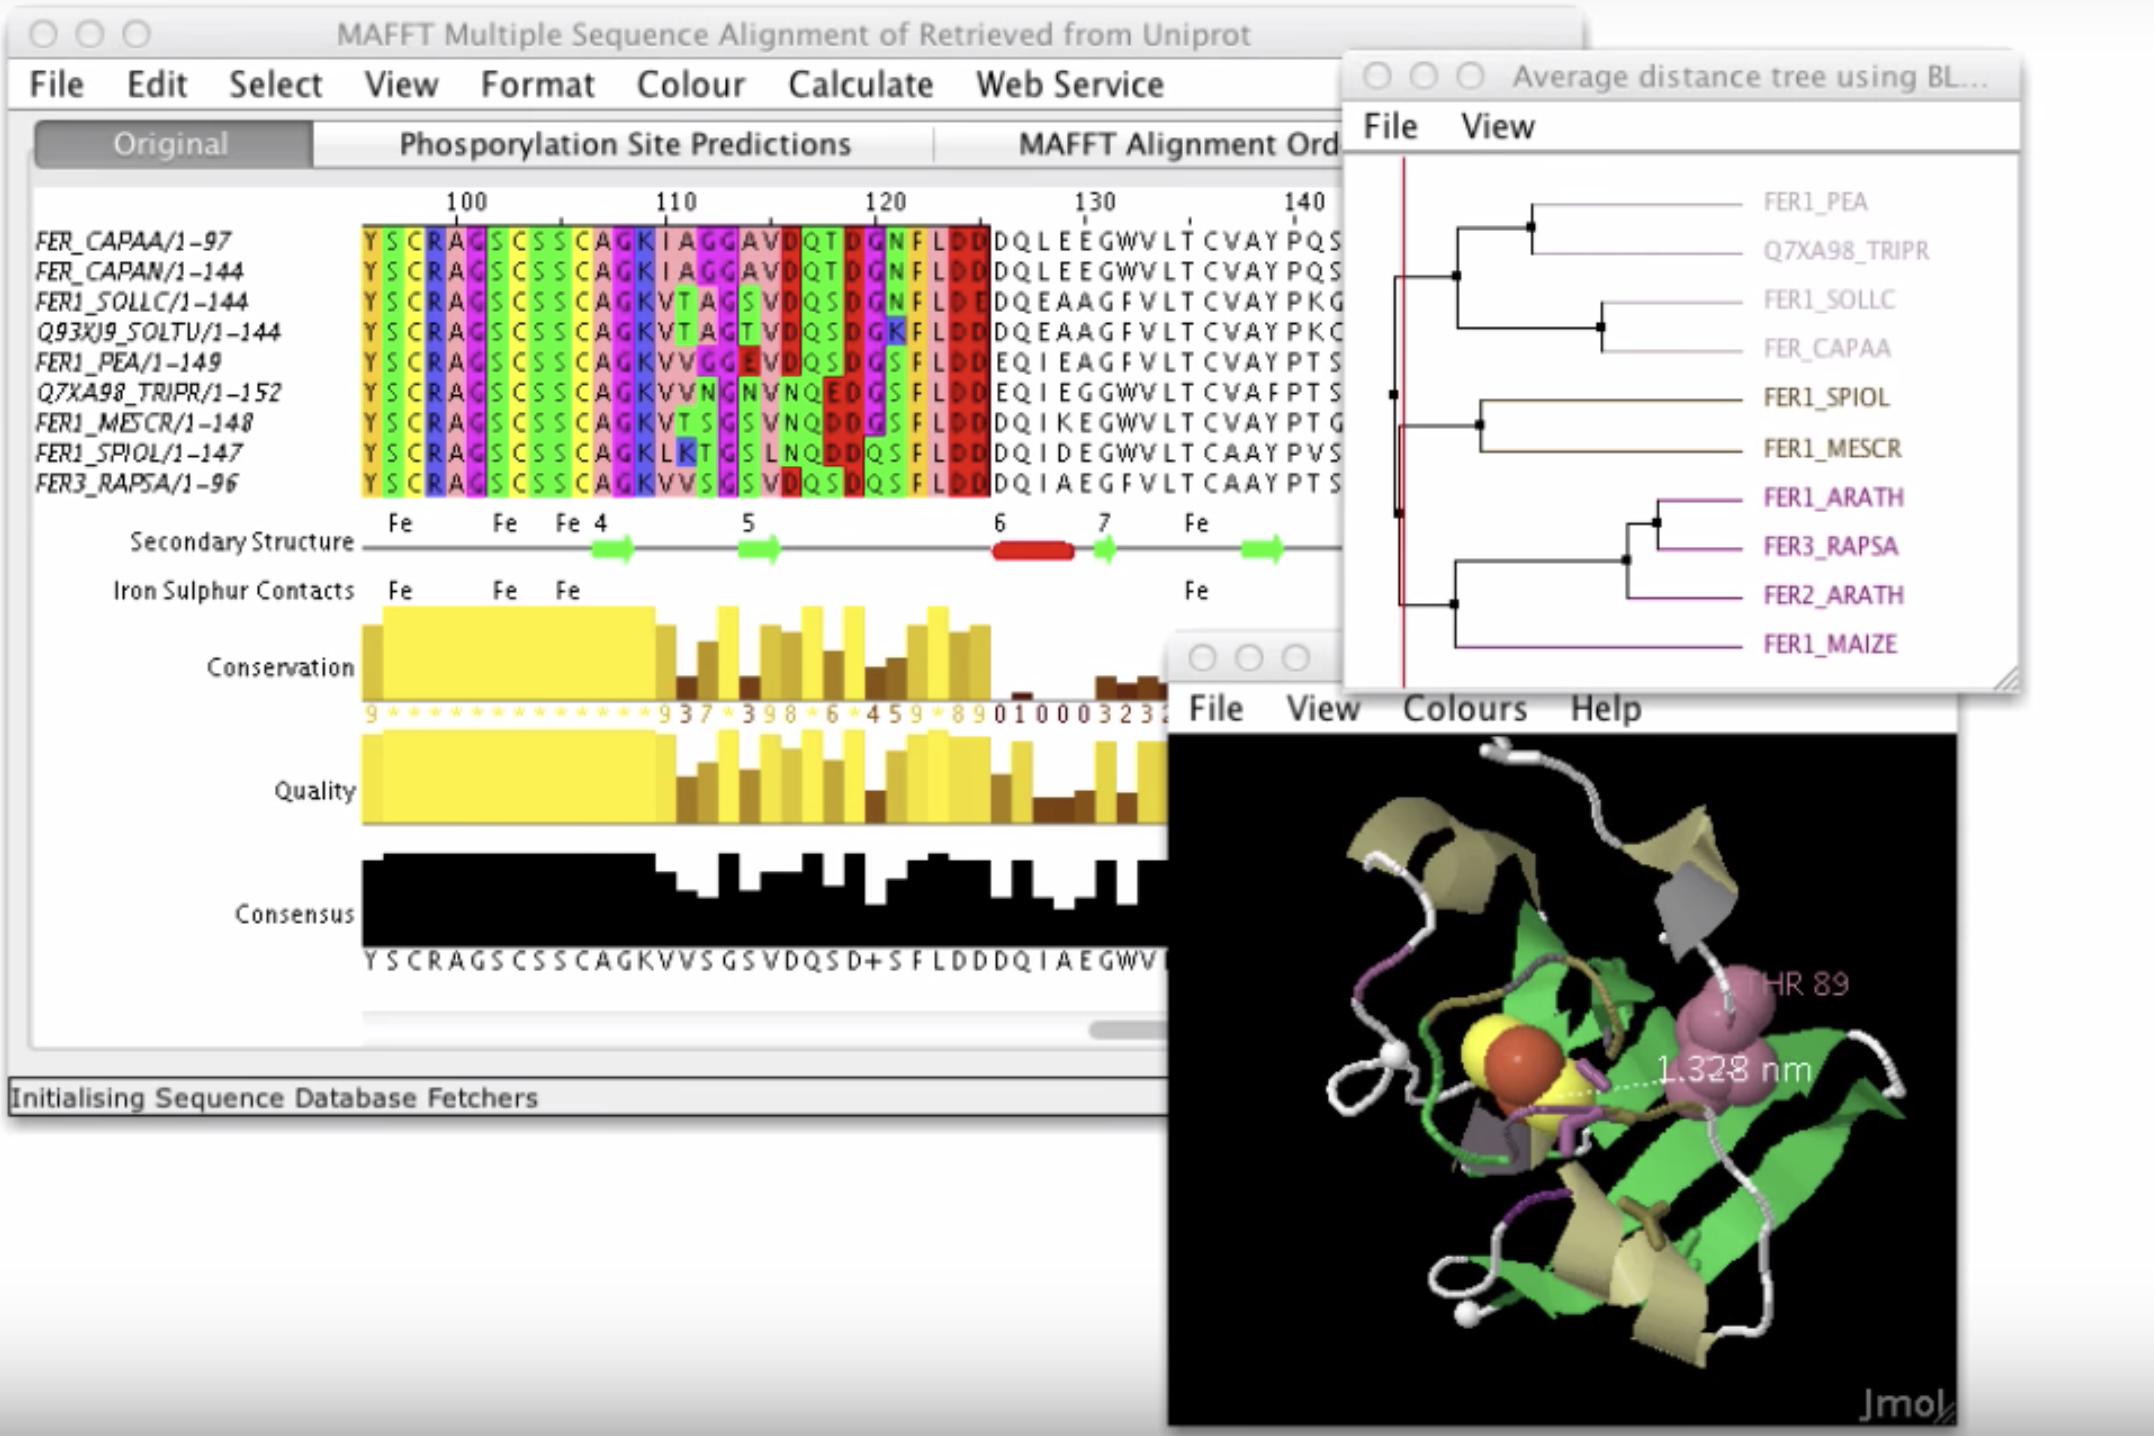 MAFFT Multiple Sequence Alignment of Retrieved from Uniprot
File Edit Select View Format Colour Calculate Web Service
Original Phosporylation Site Predictions MAFFT Alignment Ord
100 110 120 130 140
FER_CAPAA/1-97 YSCRAGSCSSCAGKIAGGAVDQTDGNFLDDDQLEEGWVLTCVAYPQS
FER_CAPAN/1-144 YSCRAGSCSSCAGKIAGGAVDQTDGNFLDDDQLEEGWVLTCVAYPQS
FER1_SOLLC/1-144 YSCRAGSCSSCAGKVTAGSVDQSDGNFLDEDQEAAGFVLTCVAYPKG
Q93XJ9_SOLTU/1-144 YSCRAGSCSSCAGKVTAGTVDQSDGKFLDDDQEAAGFVLTCVAYPKC
FER1_PEA/1-149 YSCRAGSCSSCAGKVVGGEVDQSDGSFLDDEQIEAGFVLTCVAYPTS
Q7XA98_TRIPR/1-152 YSCRAGSCSSCAGKVVNGNVNQEDGSFLDDEQIEGGWVLTCVAFPTS
FER1_MESCR/1-148 YSCRAGSCSSCAGKVTSGSVNQDDGSFLDDDQIKEGWVLTCVAYPTG
FER1_SPIOL/1-147 YSCRAGSCSSCAGKLKTGSLNQDDQSFLDDDQIDEGWVLTCAAYPVS
FER3_RAPSA/1-96 YSCRAGSCSSCAGKVVSGSVDQSDQSFLDDDQIAEGFVLTCAAYPTS
Fe Fe Fe 4 5 6 7 Fe
Secondary Structure
Iron Sulphur Contacts Fe Fe Fe Fe
Conservation
9*************937*398*6*459*89010003232
Quality
Consensus
YSCRAGSCSSCAGKVVSGSVDQSD+SFLDDDQIAEGWV
Initialising Sequence Database Fetchers
Average distance tree using BL...
File View
FER1_PEA
Q7XA98_TRIPR
FER1_SOLLC
FER_CAPAA
FER1_SPIOL
FER1_MESCR
FER1_ARATH
FER3_RAPSA
FER2_ARATH
FER1_MAIZE
File View Colours Help
THR 89
1.328 nm
Jmol